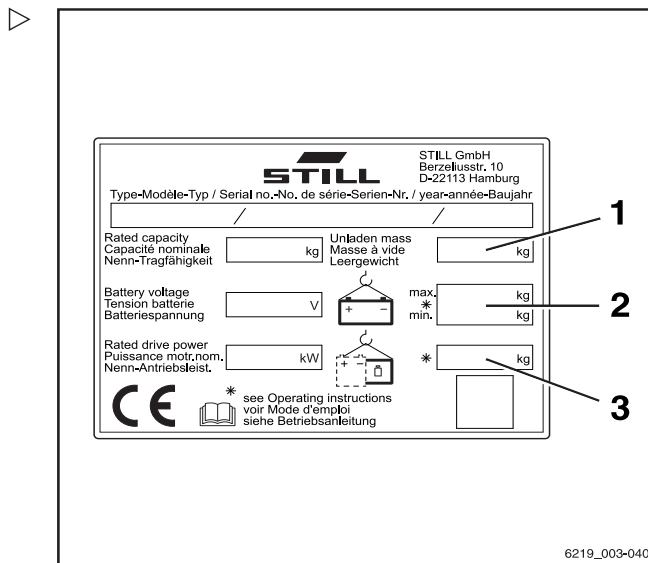 STILL
STILL GmbH
Berzeliusstr. 10
D-22113 Hamburg
Type-Modèle-Typ / Serial no.-No. de série-Serien-Nr. / year-année-Baujahr
/ /
Rated capacity
Capacité nominale
Nenn-Tragfähigkeit
kg
Unladen mass
Masse à vide
Leergewicht
kg
1
Battery voltage
Tension batterie
Batteriespannung
V
+ -
max. kg
*
min. kg
2
Rated drive power
Puissance motr.nom.
Nenn-Antriebsleist.
kW
+ -
* kg
3
CE
* see Operating instructions
voir Mode d'emploi
siehe Betriebsanleitung
6219_003-040